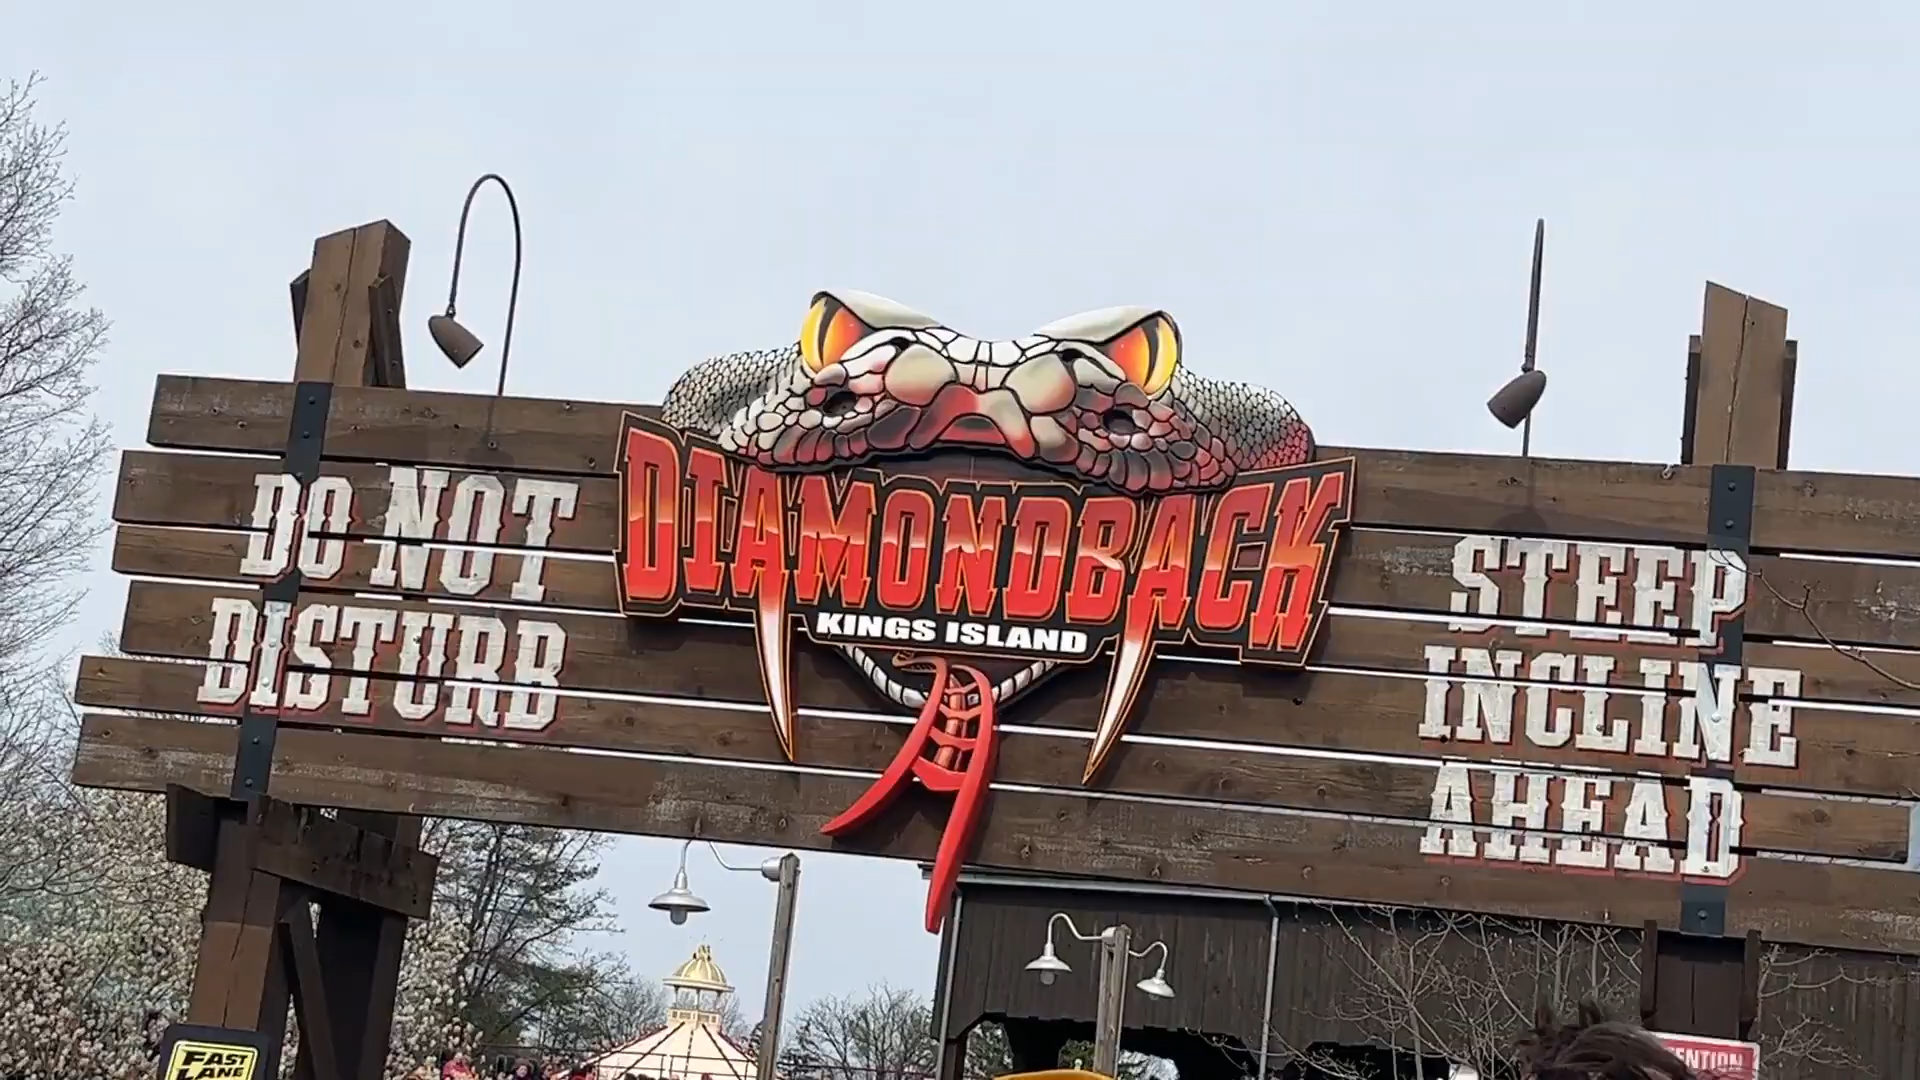 DO NOT
DISTURB
DIAMONDBACK
KINGS ISLAND
STEEP
INCLINE
AHEAD
FAST
LANE